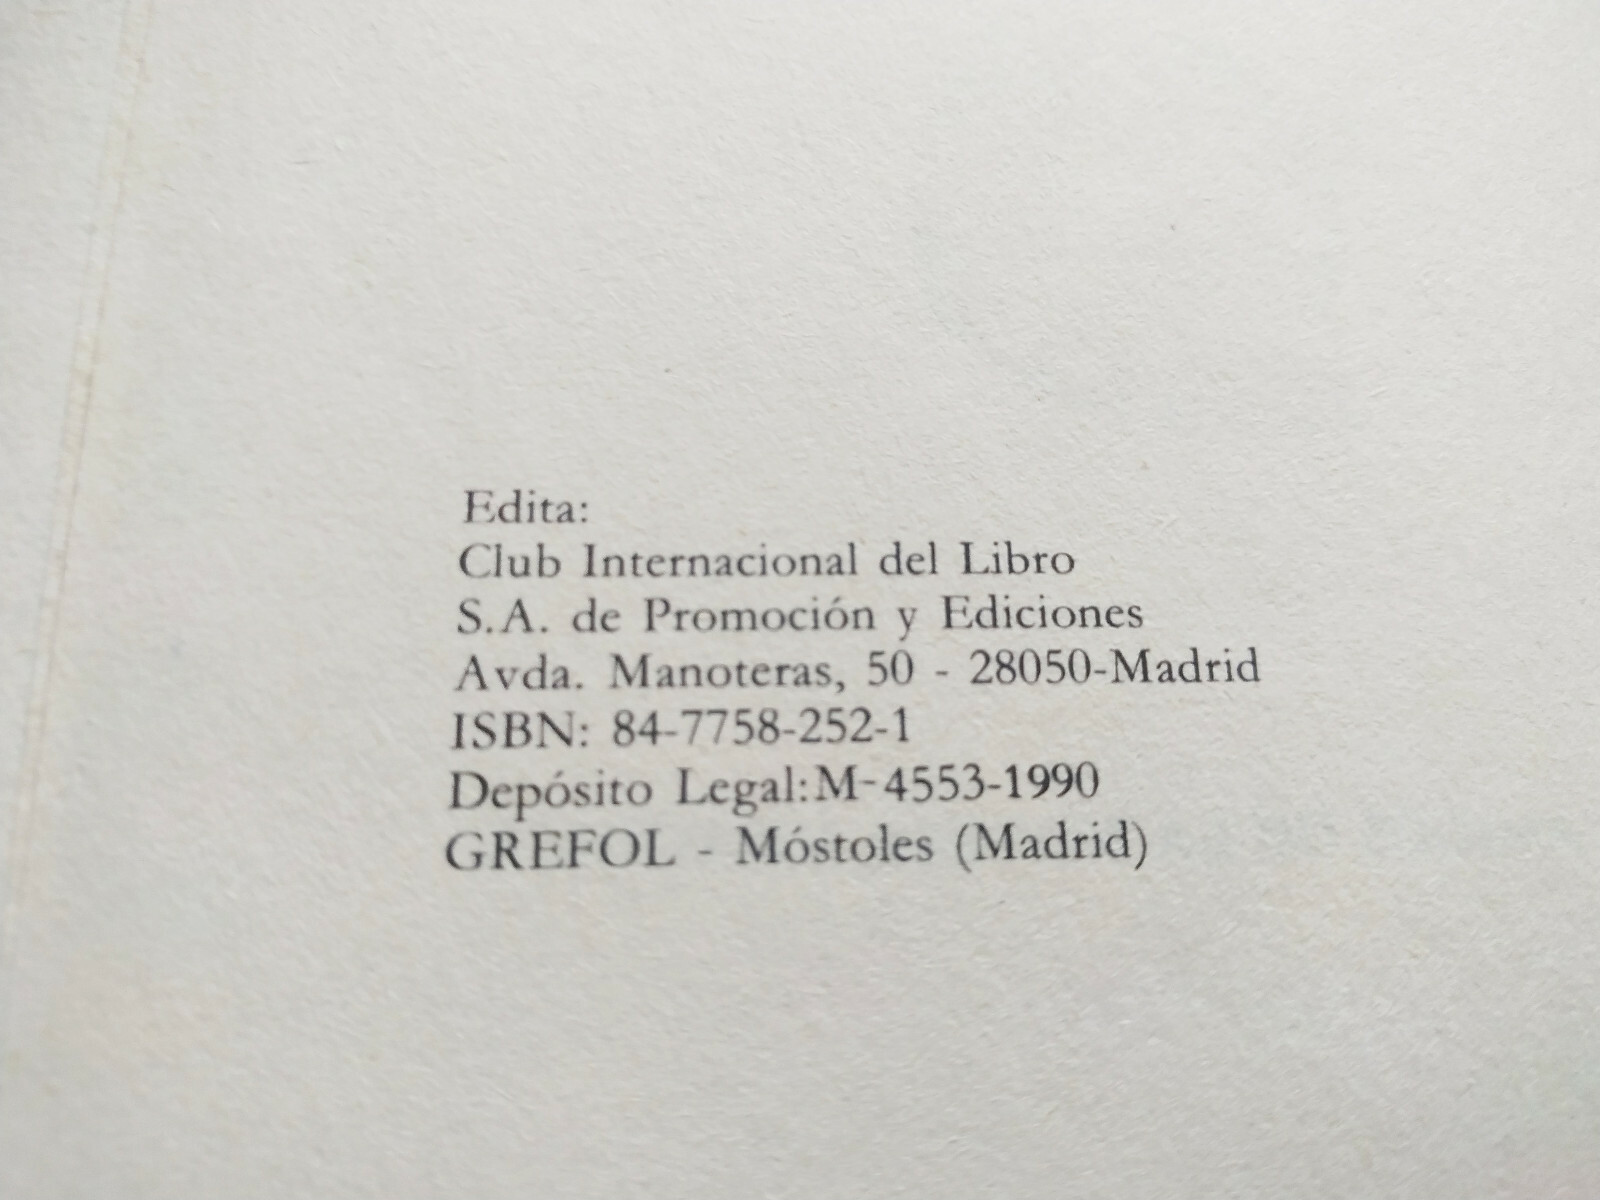 Edita:
Club Internacional del Libro
S.A. de Promoción y Ediciones
Avda. Manoteras, 50 - 28050-Madrid
ISBN: 84-7758-252-1
Depósito Legal:M-4553-1990
GREFOL - Móstoles (Madrid)